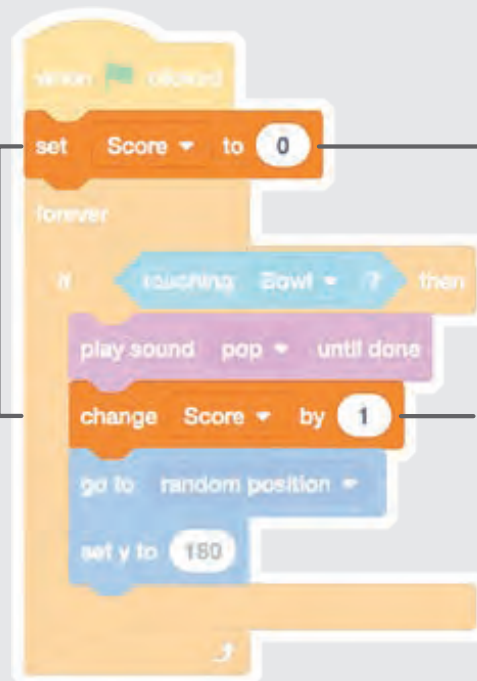 when clicked
set Score to 0
forever
if touching Bowl ? then
play sound pop until done
change Score by 1
go to random position
set y to 180